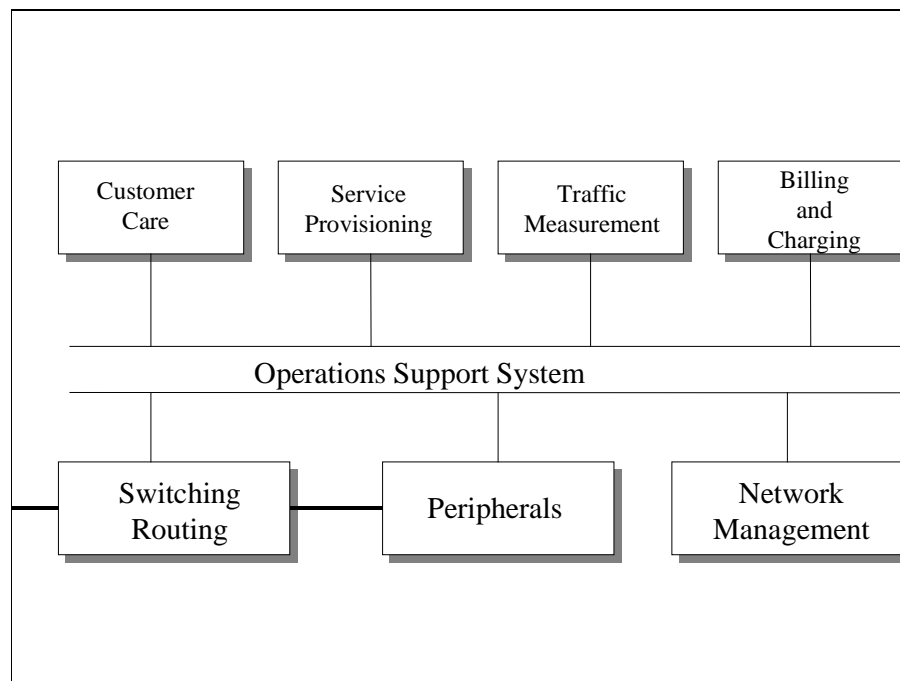 Customer
Care
Service
Provisioning
Traffic
Measurement
Billing
and
Charging
Operations Support System
Switching
Routing
Peripherals
Network
Management